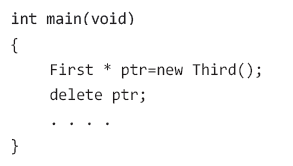 int main(void)
{
First * ptr=new Third();
delete ptr;
. . . .
}